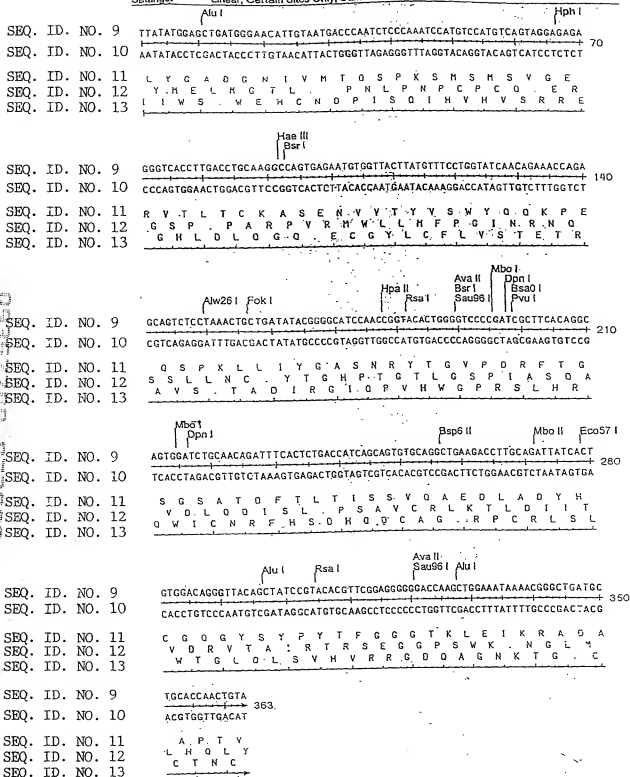 Linear, Certain Sites Only,
Alu I Hph I
SEQ. ID. NO. 9 TTATATGGAGCTGATGGGAACATTGTAATGACCCAATCTCCCAAATCCATGTCCATGTCAGTAGGAGAGA
70
SEQ. ID. NO. 10 AATATACCTCGACTACCCTTGTAACATTACTGGGTTAGAGGGTTTAGGTACAGGTACAGTCATCCTCTCT
SEQ. ID. NO. 11 L Y G A D G N I V M T Q S P K S M S M S V G E
SEQ. ID. NO. 12 Y M E L M G T L . P N L P N P C P C Q . E R
SEQ. ID. NO. 13 I I W S . W E H C N D P I S Q I H V H V S R R E
Hae III
Bsr I
SEQ. ID. NO. 9 GGGTCACCTTGACCTGCAAGGCCAGTGAGAATGTGGTTACTTATGTTTCCTGGTATCAACAGAAACCAGA
140
SEQ. ID. NO. 10 CCCAGTGGAACTGGACGTTCCGGTCACTCTTACACCAATGAATACAAAGGACCATAGTTGTCTTTGGTCT
SEQ. ID. NO. 11 R V T L T C K A S E N V V T Y V S W Y Q Q K P E
SEQ. ID. NO. 12 G S P . P A R P V R M W L L M F P G I N R N Q
SEQ. ID. NO. 13 G H L D L Q G Q . E C G Y L C F L V S T E T R
Mbo I
Ava II Dpn I
Hpa II Bsr I BsaO I
Alw26 I Fok I Rsa I Sau96 I Pvu I
SEQ. ID. NO. 9 GCAGTCTCCTAAACTGCTGATATACGGGGCATCCAACCGGTACACTGGGGTCCCCGATCGCTTCACAGGC
210
SEQ. ID. NO. 10 CGTCAGAGGATTTGACGACTATATGCCCCGTAGGTTGGCCATGTGACCCCAGGGGCTAGCGAAGTGTCCG
SEQ. ID. NO. 11 Q S P K L L I Y G A S N R Y T G V P D R F T G
SEQ. ID. NO. 12 S S L L N C . Y T G H P T G T L G S P I A S Q A
SEQ. ID. NO. 13 A V S . T A D I R G I Q P V H W G P R S L H R
Mbo I
Dpn I Bsp6 II Mbo II Eco57 I
SEQ. ID. NO. 9 AGTGGATCTGCAACAGATTTCACTCTGACCATCAGCAGTGTGCAGGCTGAAGACCTTGCAGATTATCACT
280
SEQ. ID. NO. 10 TCACCTAGACGTTGTCTAAAGTGAGACTGGTAGTCGTCACACGTCCGACTTCTGGAACGTCTAATAGTGA
SEQ. ID. NO. 11 S G S A T D F T L T I S S V Q A E D L A D Y H
SEQ. ID. NO. 12 V D L Q Q I S L . P S A V C R L K T L Q I I T
SEQ. ID. NO. 13 Q W I C N R F H S D H Q Q C A G . R P C R L S L
Ava II
Alu I Rsa I Sau96 I Alu I
SEQ. ID. NO. 9 GTGGACAGGGTTACAGCTATCCGTACACGTTCGGAGGGGGGACCAAGCTGGAAATAAAACGGGCTGATGC
350
SEQ. ID. NO. 10 CACCTGTCCCAATGTCGATAGGCATGTGCAAGCCTCCCCCCTGGTTCGACCTTTATTTTGCCCGACTACG
SEQ. ID. NO. 11 C G Q G Y S Y P Y T F G G G T K L E I K R A D A
SEQ. ID. NO. 12 V D R V T A I R T R S E G G P S W K . N G L M
SEQ. ID. NO. 13 W T G L Q L S V H V R R G D Q A G N K T G . C
SEQ. ID. NO. 9 TGCACCAACTGTA
363
SEQ. ID. NO. 10 ACGTGGTTGACAT
SEQ. ID. NO. 11 A P T V
SEQ. ID. NO. 12 L H Q L Y
SEQ. ID. NO. 13 C T N C